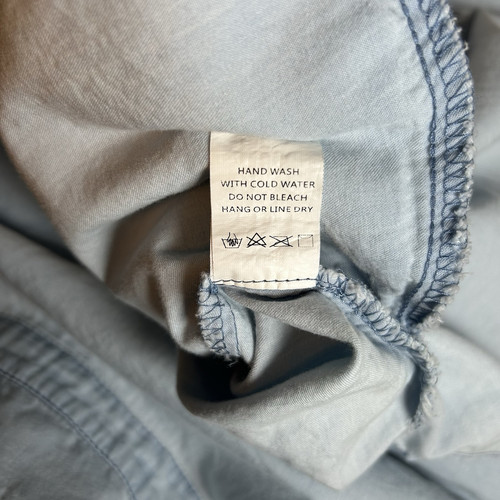 HAND WASH
WITH COLD WATER
DO NOT BLEACH
HANG OR LINE DRY